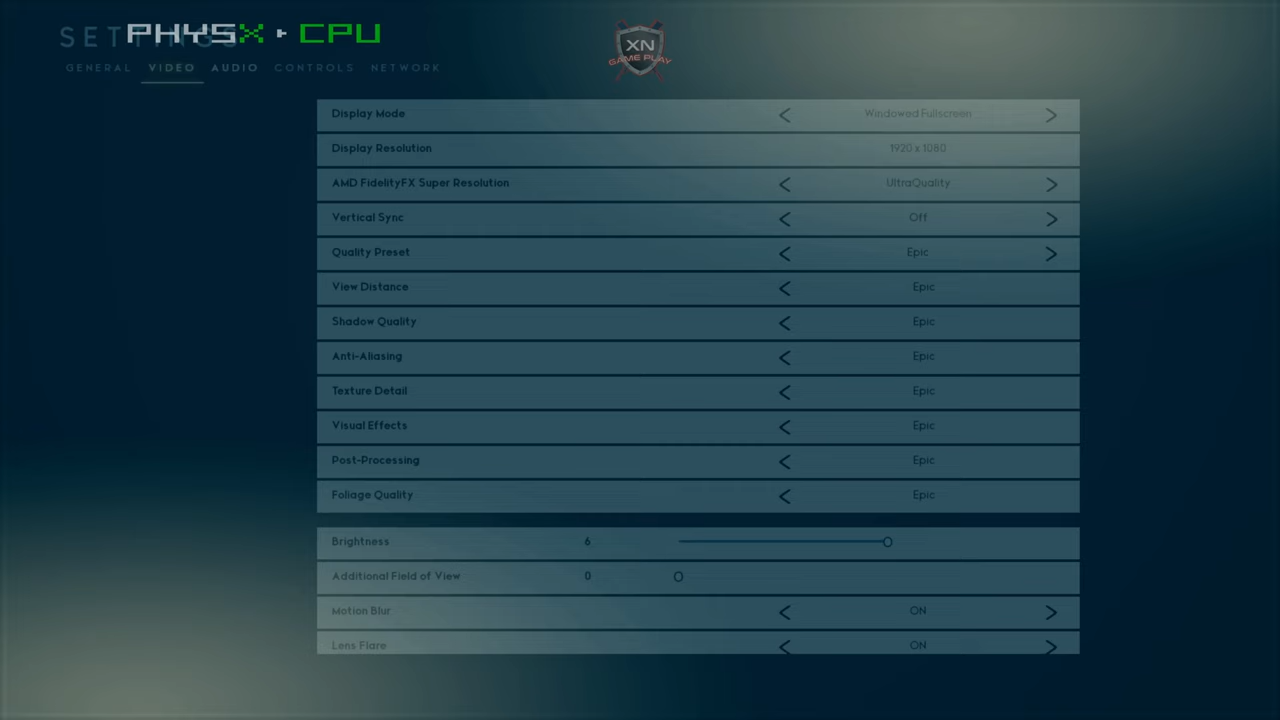 SETTINGS
PHYSX > CPU
XN
GAME PLAY
GENERAL VIDEO AUDIO CONTROLS NETWORK
Display Mode < Windowed Fullscreen >
Display Resolution 1920 x 1080
AMD FidelityFX Super Resolution < UltraQuality >
Vertical Sync < Off >
Quality Preset < Epic >
View Distance < Epic
Shadow Quality < Epic
Anti-Aliasing < Epic
Texture Detail < Epic
Visual Effects < Epic
Post-Processing < Epic
Foliage Quality < Epic
Brightness 6
Additional Field of View 0
Motion Blur < ON >
Lens Flare < ON >